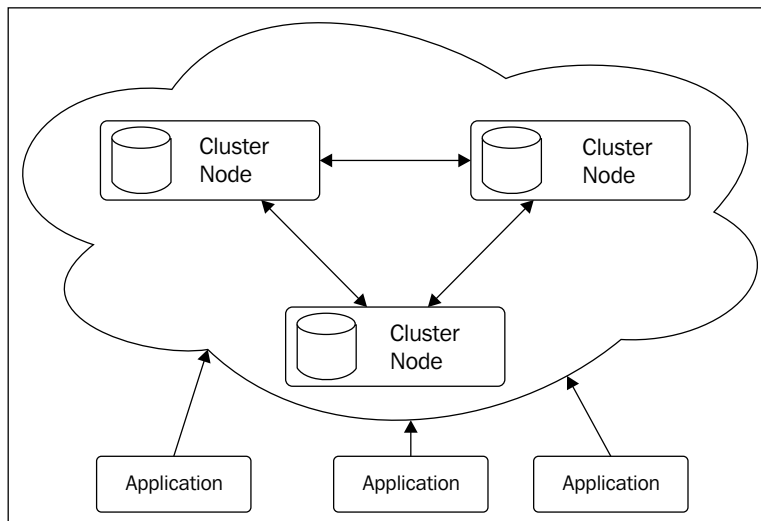 Cluster
Node
Cluster
Node
Cluster
Node
Application
Application
Application